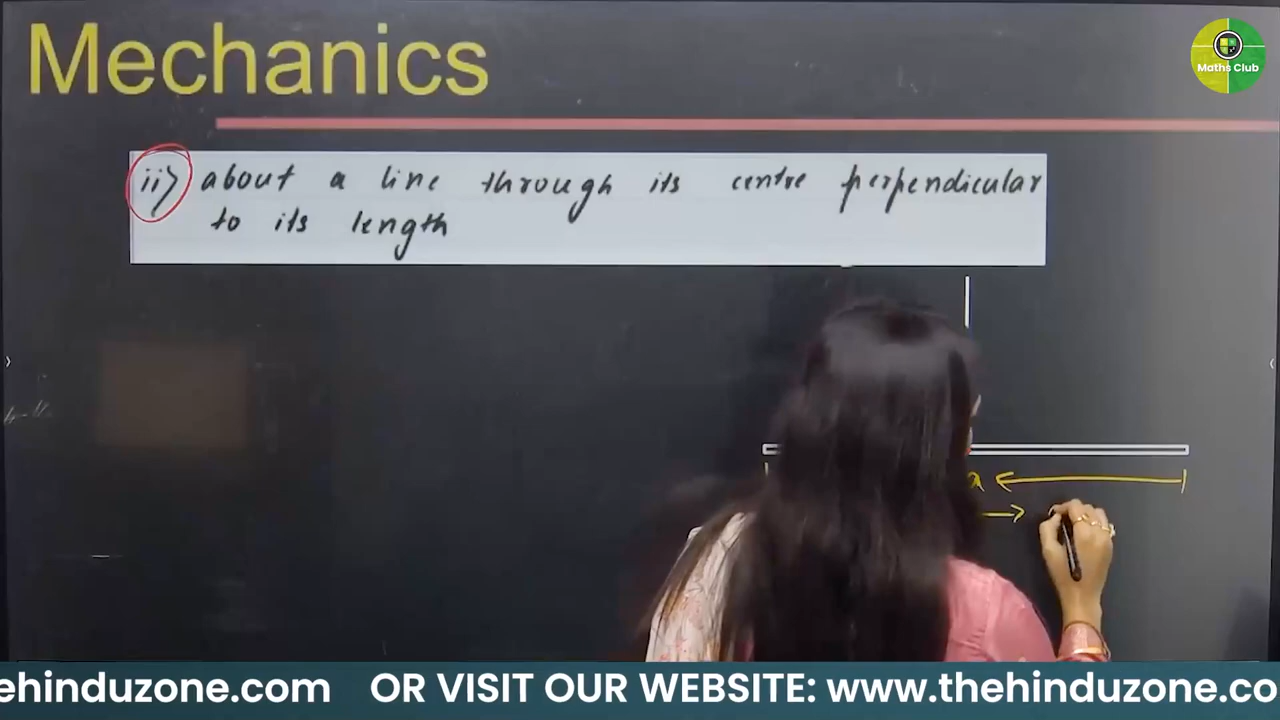 Mechanics
Maths Club
ii) about a line through its centre perpendicular
to its length
a
ehinduzone.com OR VISIT OUR WEBSITE: www.thehinduzone.co